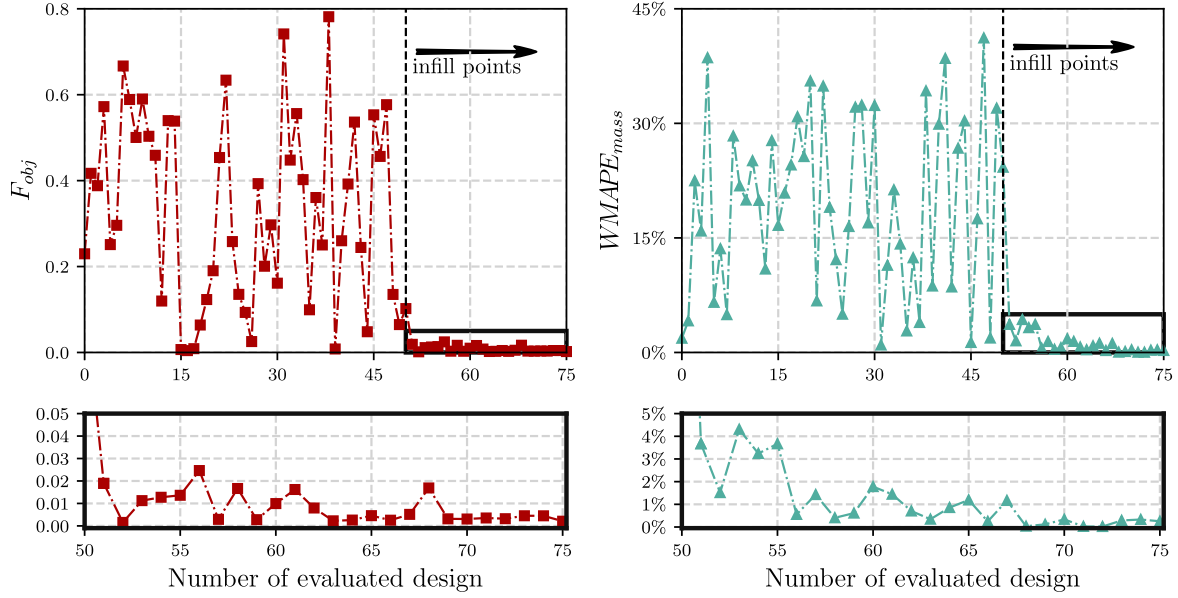 0.8
0.6
0.4
0.2
0.0
F_obj
infill points
0 15 30 45 60 75
45%
30%
15%
0%
WMAPE_mass
infill points
0 15 30 45 60 75
0.05
0.04
0.03
0.02
0.01
0.00
50 55 60 65 70 75
Number of evaluated design
5%
4%
3%
2%
1%
0%
50 55 60 65 70 75
Number of evaluated design